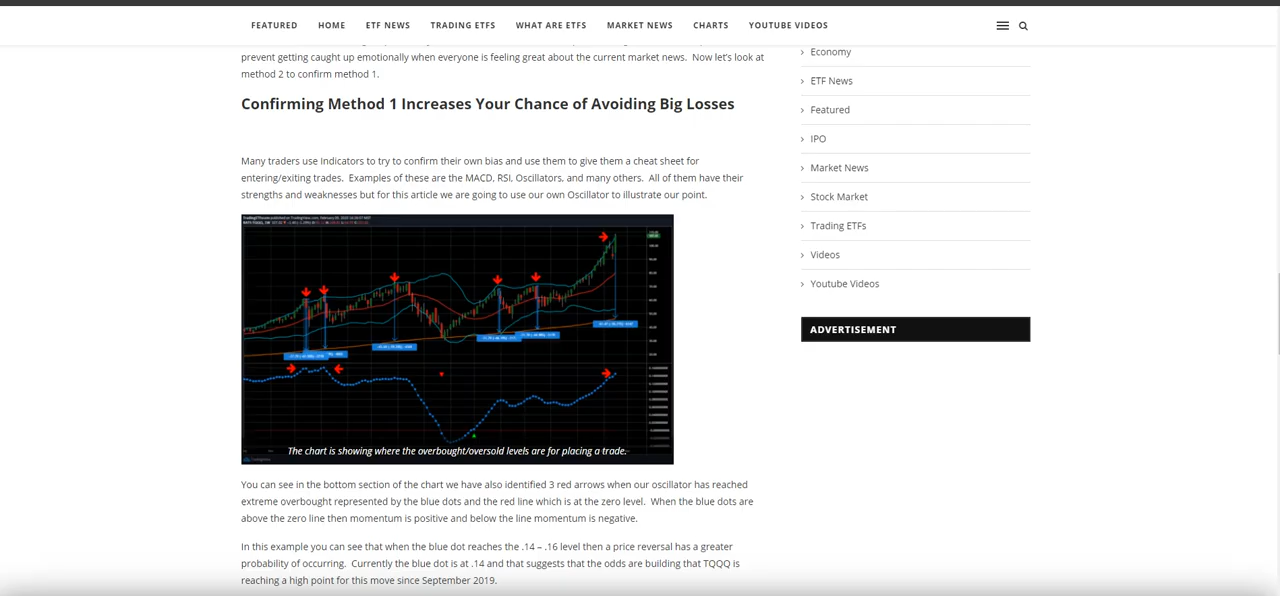 FEATURED HOME ETF NEWS TRADING ETFS WHAT ARE ETFS MARKET NEWS CHARTS YOUTUBE VIDEOS
prevent getting caught up emotionally when everyone is feeling great about the current market news. Now let's look at
method 2 to confirm method 1.
Confirming Method 1 Increases Your Chance of Avoiding Big Losses
Many traders use Indicators to try to confirm their own bias and use them to give them a cheat sheet for
entering/exiting trades. Examples of these are the MACD, RSI, Oscillators, and many others. All of them have their
strengths and weaknesses but for this article we are going to use our own Oscillator to illustrate our point.
The chart is showing where the overbought/oversold levels are for placing a trade.
You can see in the bottom section of the chart we have also identified 3 red arrows when our oscillator has reached
extreme overbought represented by the blue dots and the red line which is at the zero level. When the blue dots are
above the zero line then momentum is positive and below the line momentum is negative.
In this example you can see that when the blue dot reaches the .14 – .16 level then a price reversal has a greater
probability of occurring. Currently the blue dot is at .14 and that suggests that the odds are building that TQQQ is
reaching a high point for this move since September 2019.
Economy
ETF News
Featured
IPO
Market News
Stock Market
Trading ETFs
Videos
Youtube Videos
ADVERTISEMENT